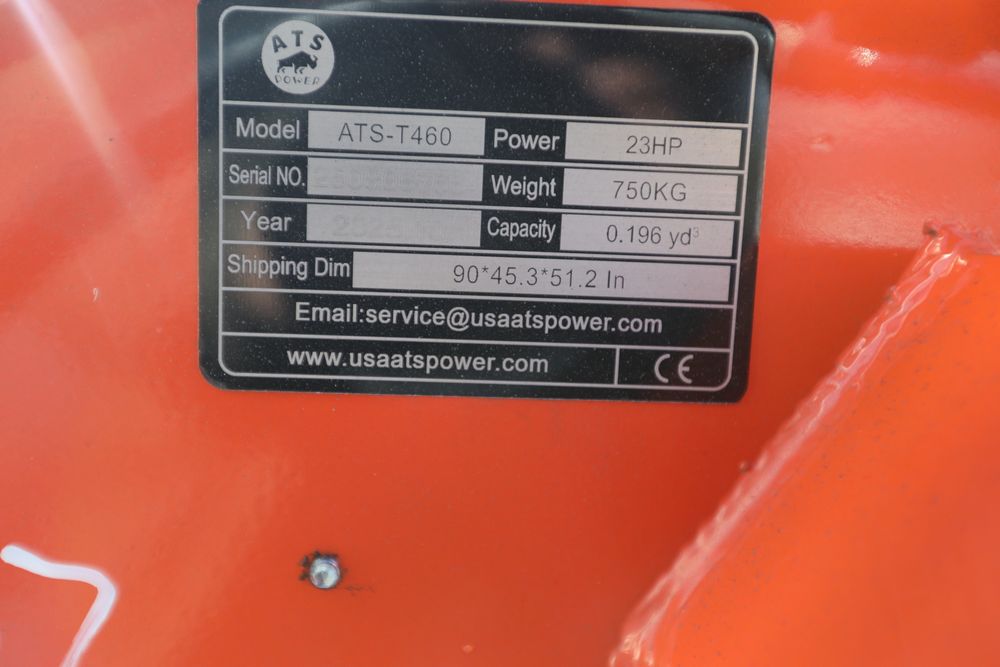 ATS
POWER
Model ATS-T460 Power 23HP
Serial NO. Weight 750KG
Year Capacity 0.196 yd³
Shipping Dim 90*45.3*51.2 In
Email:service@usaatspower.com
www.usaatspower.com CE